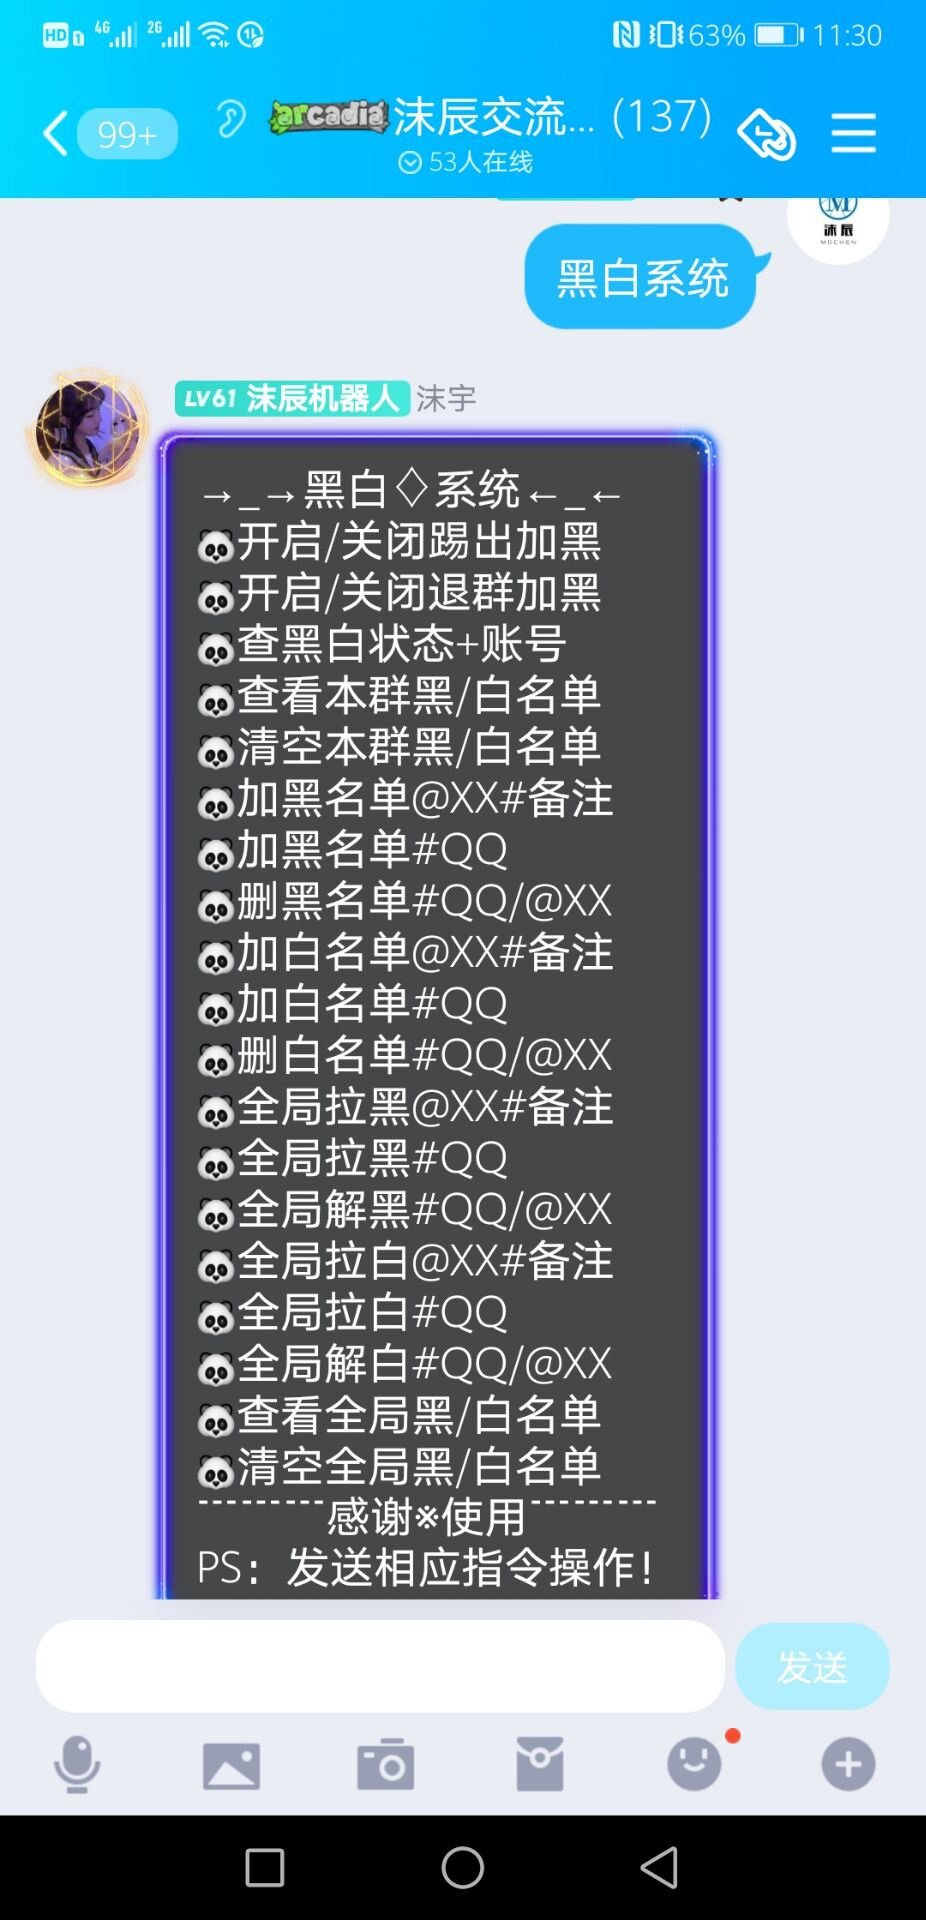 HD 1 4G 2G 63% 11:30
99+ arcadia 沫辰交流... (137)
53人在线
M
沐辰
MOCHEN
黑白系统
LV61 沫辰机器人 沫宇
→_→黑白♢系统←_←
🐼开启/关闭踢出加黑
🐼开启/关闭退群加黑
🐼查黑白状态+账号
🐼查看本群黑/白名单
🐼清空本群黑/白名单
🐼加黑名单@XX#备注
🐼加黑名单#QQ
🐼删黑名单#QQ/@XX
🐼加白名单@XX#备注
🐼加白名单#QQ
🐼删白名单#QQ/@XX
🐼全局拉黑@XX#备注
🐼全局拉黑#QQ
🐼全局解黑#QQ/@XX
🐼全局拉白@XX#备注
🐼全局拉白#QQ
🐼全局解白#QQ/@XX
🐼查看全局黑/白名单
🐼清空全局黑/白名单
---------感谢※使用---------
PS：发送相应指令操作！
发送